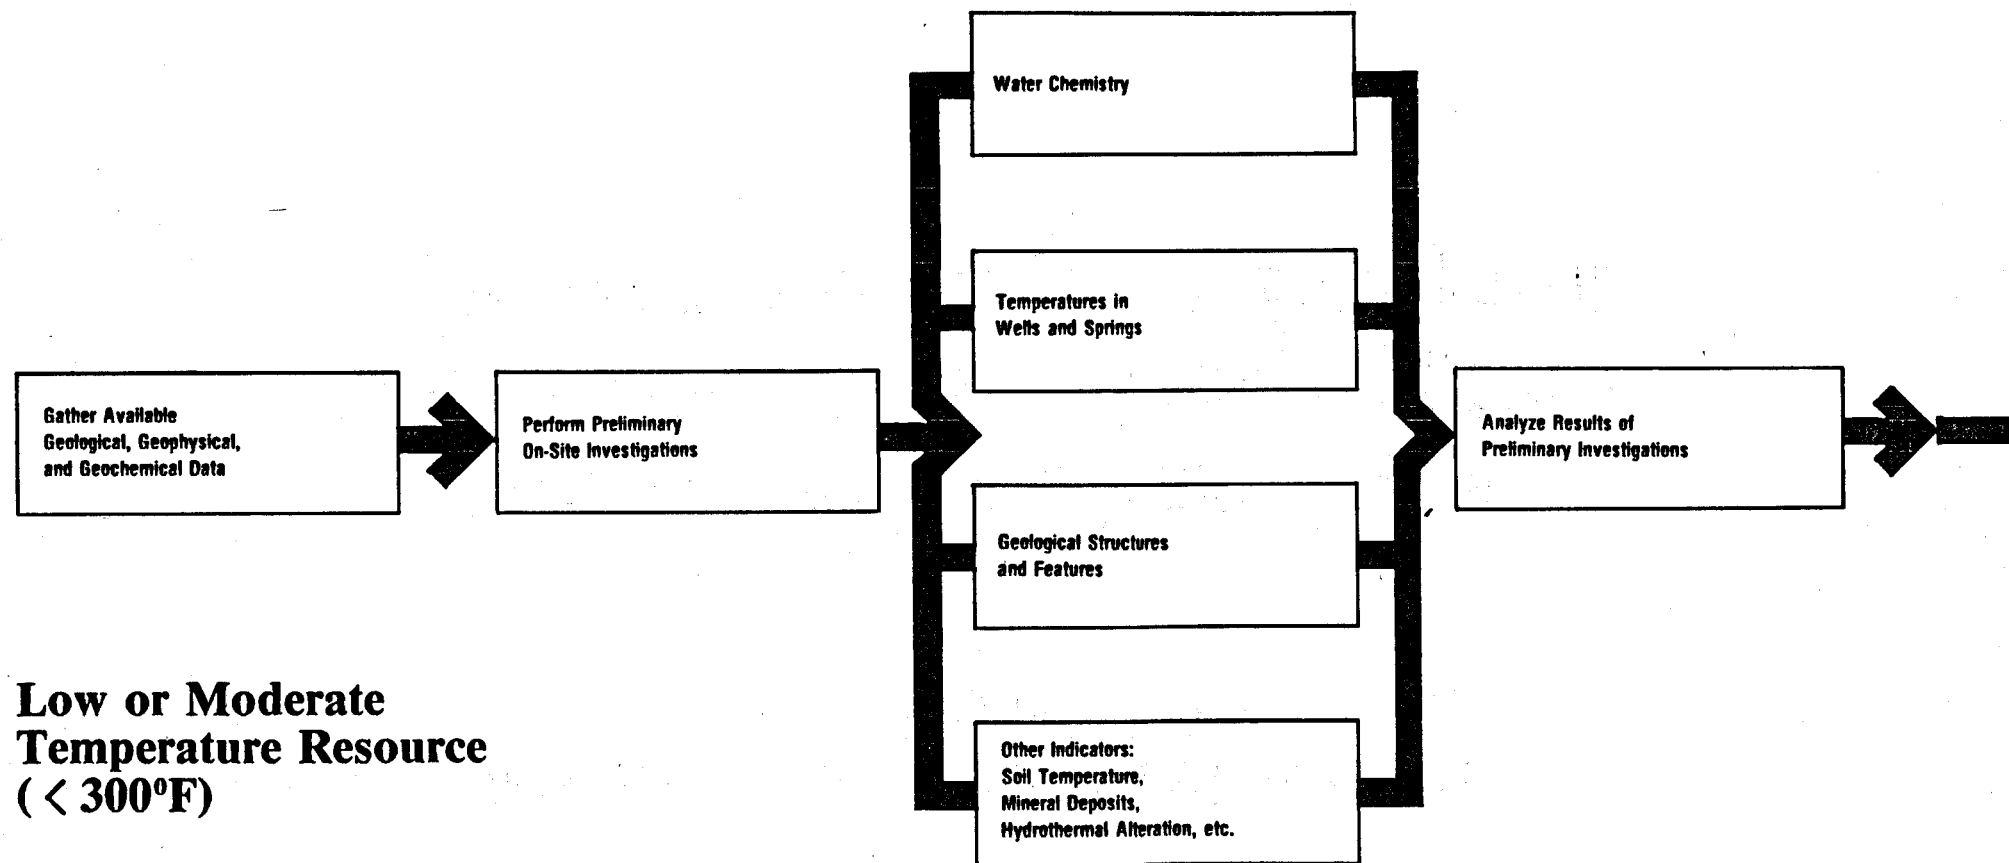 Water Chemistry
Temperatures in
Wells and Springs
Gather Available
Geological, Geophysical,
and Geochemical Data
Perform Preliminary
On-Site Investigations
Analyze Results of
Preliminary Investigations
Geological Structures
and Features
Low or Moderate
Temperature Resource
( < 300ºF)
Other Indicators:
Soil Temperature,
Mineral Deposits,
Hydrothermal Alteration, etc.